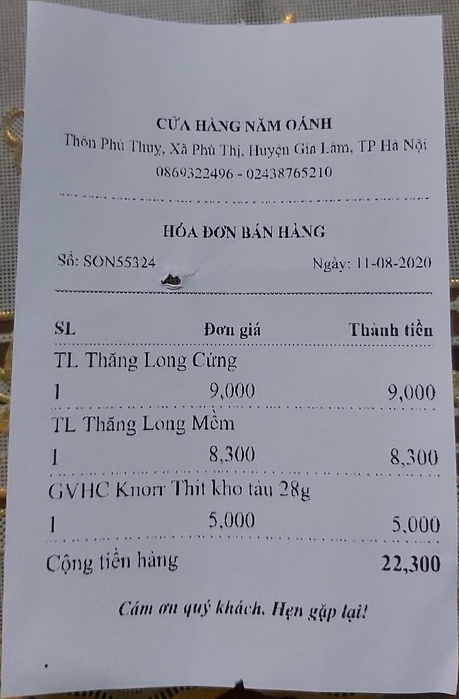 CỬA HÀNG NĂM OÁNH
Thôn Phú Thụy, Xã Phú Thị, Huyện Gia Lâm, TP Hà Nội
0869322496 - 02438765210
HÓA ĐƠN BÁN HÀNG
Số: SON55324 Ngày: 11-08-2020
SL Đơn giá Thành tiền
TL Thăng Long Cứng
1 9,000 9,000
TL Thăng Long Mềm
1 8,300 8,300
GVHC Knorr Thịt kho tàu 28g
1 5,000 5,000
Cộng tiền hàng 22,300
Cám ơn quý khách. Hẹn gặp lại!